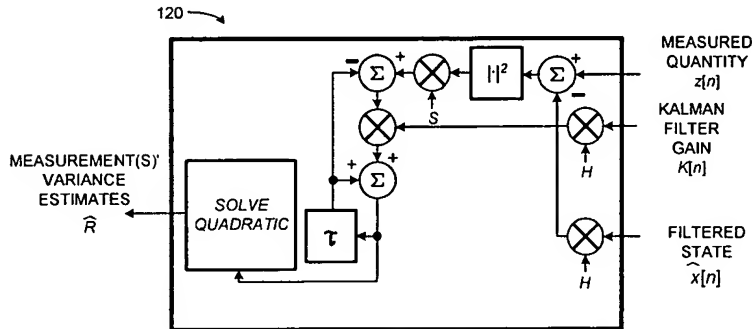 120
MEASURED
QUANTITY
z[n]
− + Σ + S |·|² Σ + −
KALMAN
FILTER
GAIN
K[n]
H
MEASUREMENT(S)'
VARIANCE
ESTIMATES
R̂
+ Σ +
SOLVE
QUADRATIC
τ
FILTERED
STATE
x̂[n]
H